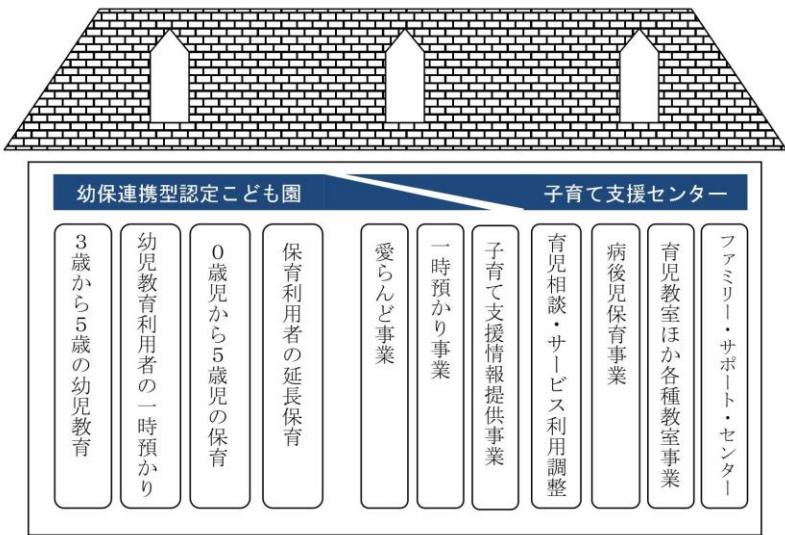 幼保連携型認定こども園
子育て支援センター
3歳から5歳の幼児教育
幼児教育利用者の一時預かり
0歳児から5歳児の保育
保育利用者の延長保育
愛らんど事業
一時預かり事業
子育て支援情報提供事業
育児相談・サービス利用調整
病後児保育事業
育児教室ほか各種教室事業
ファミリー・サポート・センター